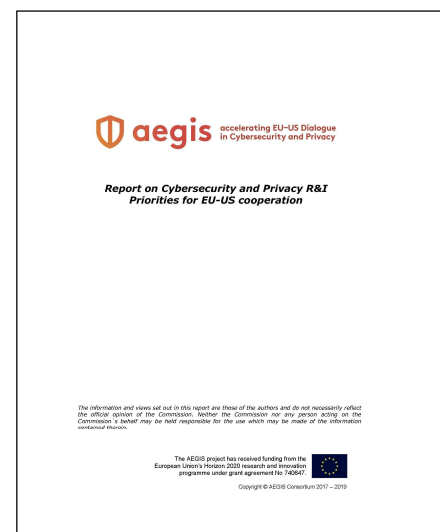 aegis
accelerating EU-US Dialogue
in Cybersecurity and Privacy
Report on Cybersecurity and Privacy R&I
Priorities for EU-US cooperation
The information and views set out in this report are those of the authors and do not necessarily reflect
the official opinion of the Commission. Neither the Commission nor any person acting on the
Commission´s behalf may be held responsible for the use which may be made of the information
contained therein.
The AEGIS project has received funding from the
European Union's Horizon 2020 research and innovation
programme under grant agreement No 740647.
Copyright © AEGIS Consortium 2017 – 2019